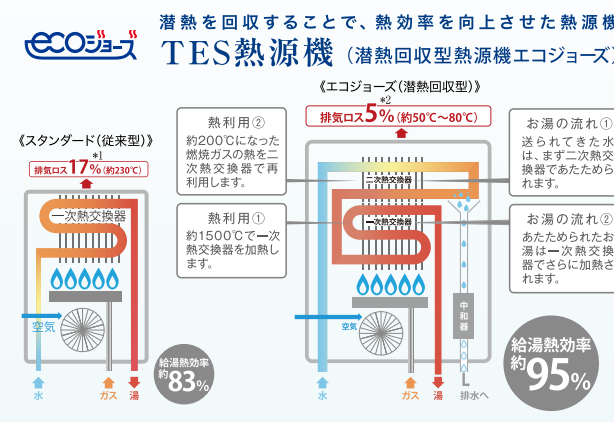 潜熱を回収することで、熱効率を向上させた熱源機
ecoジョーズ
TES熱源機（潜熱回収型熱源機エコジョーズ）
《エコジョーズ（潜熱回収型）》
*2
排気ロス5%（約50℃～80℃）
《スタンダード（従来型）》
*1
排気ロス17%（約230℃）
熱利用②
約200℃になった
燃焼ガスの熱を二
次熱交換器で再
利用します。
熱利用①
約1500℃で一次
熱交換器を加熱し
ます。
お湯の流れ①
送られてきた水
は、まず二次熱交
換器であたためら
れます。
お湯の流れ②
あたためられたお
湯は一次熱交換
器でさらに加熱さ
れます。
一次熱交換器
空気
水
ガス
湯
給湯熱効率
約83%
二次熱交換器
一次熱交換器
中和器
空気
水
ガス
湯
排水へ
給湯熱効率
約95%